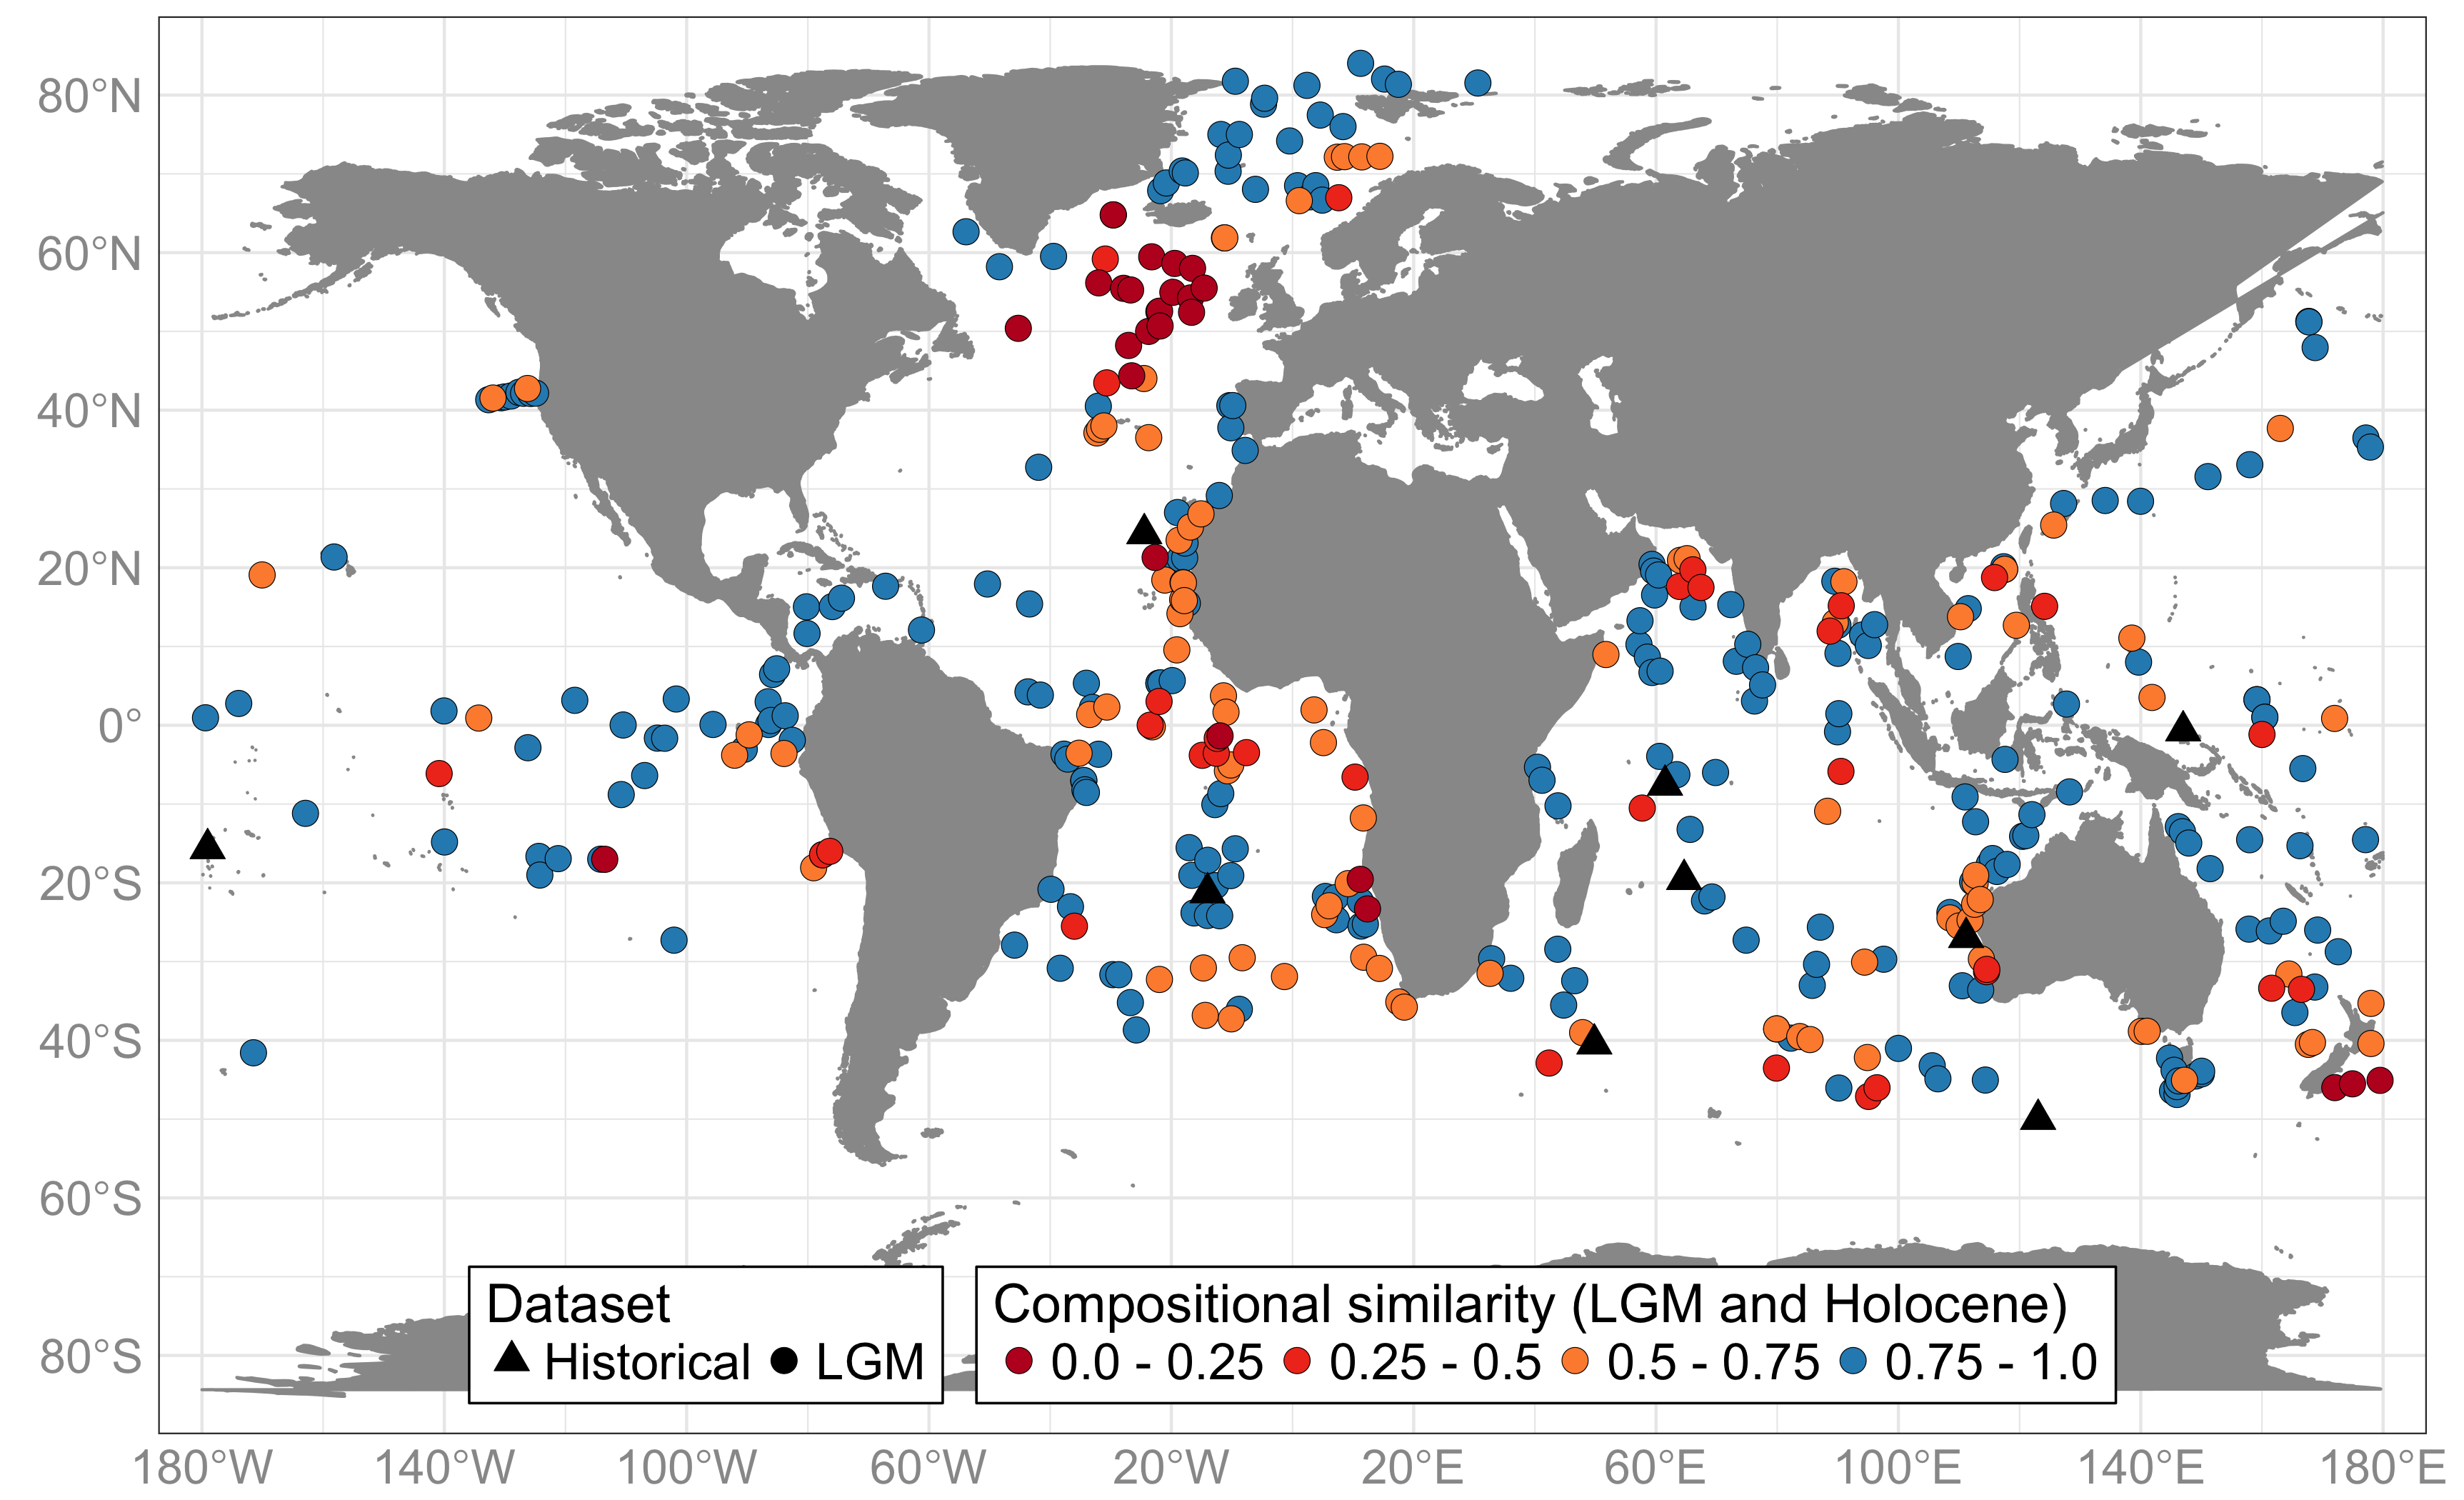 80°N
60°N
40°N
20°N
0°
20°S
40°S
60°S
80°S
Dataset
Historical LGM
Compositional similarity (LGM and Holocene)
0.0 - 0.25 0.25 - 0.5 0.5 - 0.75 0.75 - 1.0
180°W 140°W 100°W 60°W 20°W 20°E 60°E 100°E 140°E 180°E